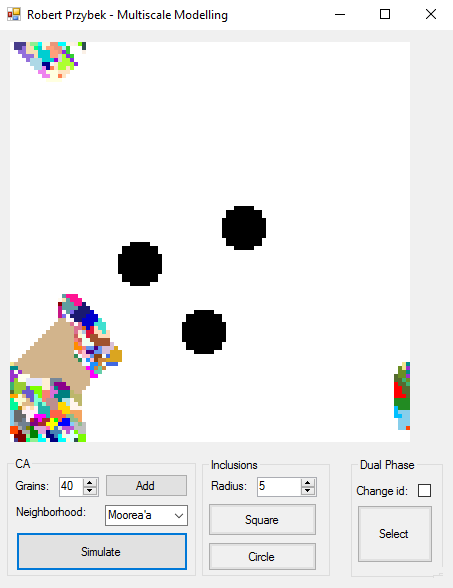 Robert Przybek - Multiscale Modelling
CA
Grains: 40 Add
Neighborhood: Moorea'a
Simulate
Inclusions
Radius: 5
Square
Circle
Dual Phase
Change id:
Select